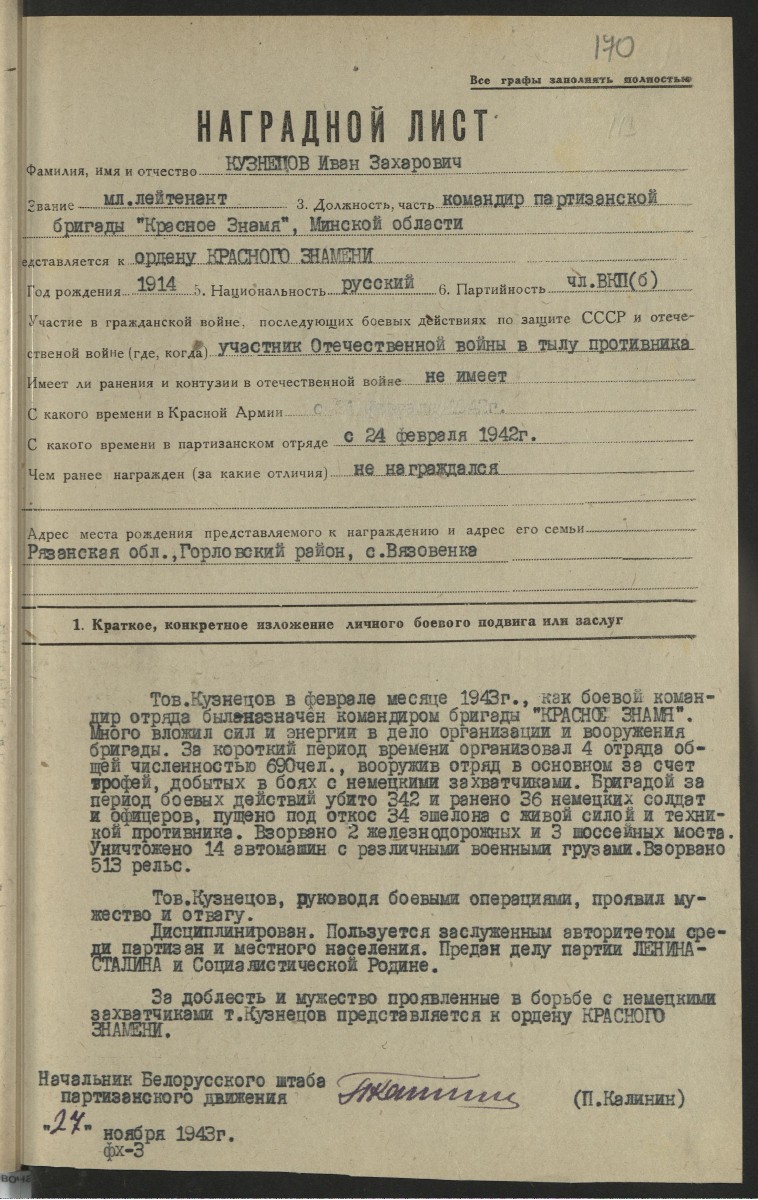 170
Все графы заполнять полностью
113
НАГРАДНОЙ ЛИСТ
Фамилия, имя и отчество КУЗНЕЦОВ Иван Захарович
Звание мл.лейтенант 3. Должность, часть командир партизанской
бригады "Красное Знамя", Минской области
едставляется к ордену КРАСНОГО ЗНАМЕНИ
Год рождения 1914 5. Национальность русский 6. Партийность чл.ВКП(б)
Участие в гражданской войне, последующих боевых действиях по защите СССР и отече-
ственой войне (где, когда) участник Отечественной войны в тылу противника
Имеет ли ранения и контузии в отечественной войне не имеет
С какого времени в Красной Армии
С какого времени в партизанском отряде с 24 февраля 1942г.
Чем ранее награжден (за какие отличия) не награждался
Адрес места рождения представляемого к награждению и адрес его семьи
Рязанская обл.,Горловский район, с.Вязовенка
1. Краткое, конкретное изложение личного боевого подвига или заслуг
Тов.Кузнецов в феврале месяце 1943г., как боевой коман-
дир отряда был назначен командиром бригады "КРАСНОЕ ЗНАМЯ".
Много вложил сил и энергии в дело организации и вооружения
бригады. За короткий период времени организовал 4 отряда об-
щей численностью 690чел., вооружив отряд в основном за счет
трофей, добытых в боях с немецкими захватчиками. Бригадой за
период боевых действий убито 342 и ранено 36 немецких солдат
и офицеров, пущено под откос 34 эшелона с живой силой и техни-
кой противника. Взорвано 2 железнодорожных и 3 шоссейных моста.
Уничтожено 14 автомашин с различными военными грузами.Взорвано
513 рельс.
Тов.Кузнецов, руководя боевыми операциями, проявил му-
жество и отвагу.
Дисциплинирован. Пользуется заслуженным авторитетом сре-
ди партизан и местного населения. Предан делу партии ЛЕНИНА-
СТАЛИНА и Социалистической Родине.
За доблесть и мужество проявленные в борьбе с немецкими
захватчиками т.Кузнецов представляется к ордену КРАСНОГО
ЗНАМЕНИ.
Начальник Белорусского штаба
партизанского движения (П.Калинин)
"27" ноября 1943г.
фх-3